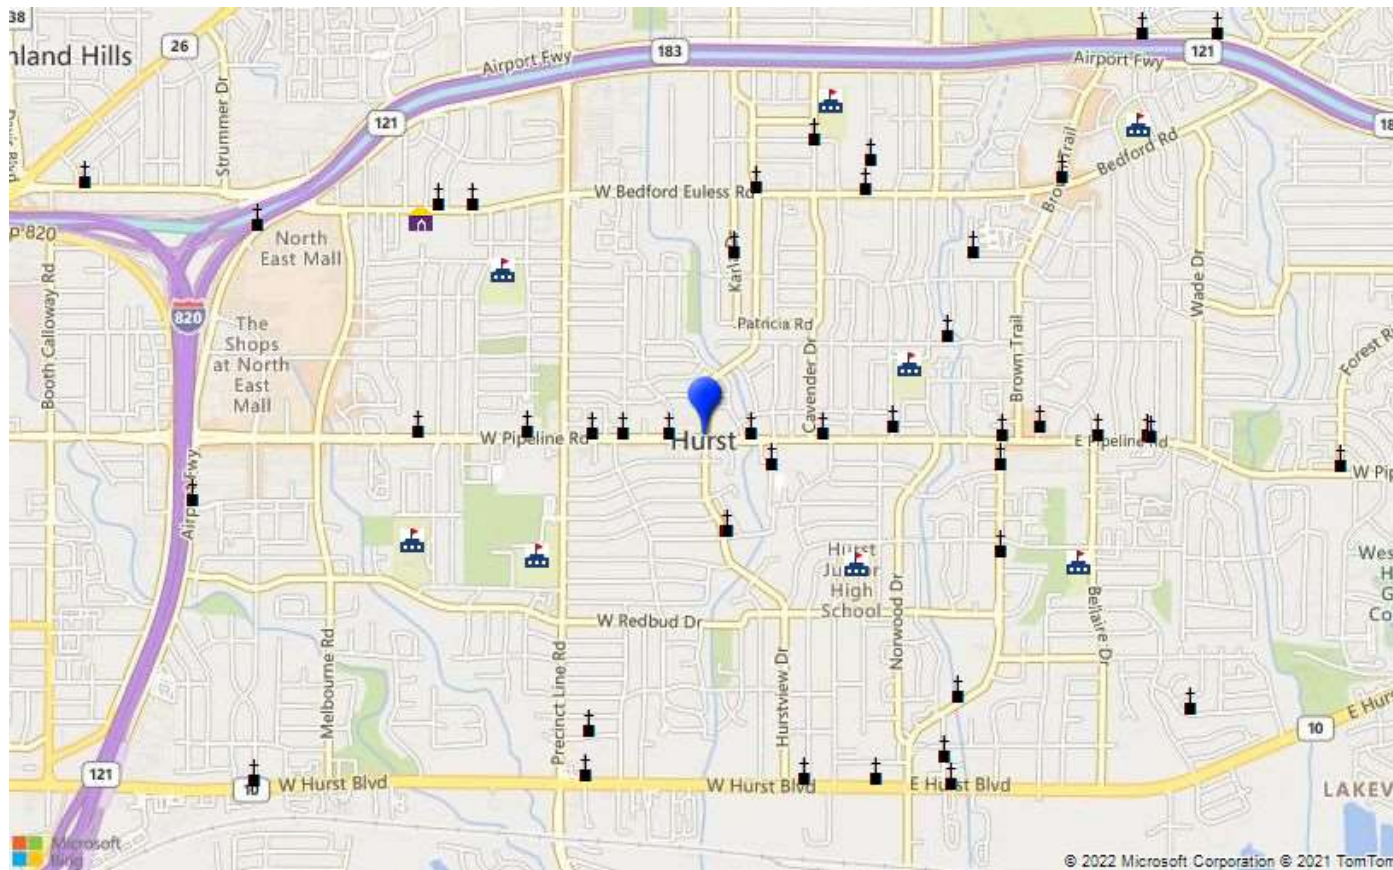 38
26
nland Hills
Strummer Dr
121
Airport Fwy
183
Airport Fwy
121
18
W Bedford Euless Rd
Brown Trail
Bedford Rd
820
North
East Mall
Booth Calloway Rd
820
The
Shops
at North
East
Mall
Patricia Rd
Cavender Dr
Brown Trail
Wade Dr
Forest R
W Pipeline Rd
Hurst
E Pipeline Rd
W Pip
Airport Fwy
Hurst
Junior
High
School
Wes
H
G
Co
W Redbud Dr
Norwood Dr
Bellaire Dr
Melbourne Rd
Precinct Line Rd
Hurstview Dr
121
10
W Hurst Blvd
W Hurst Blvd
E Hurst Blvd
10
E Hurs
LAKEV
Microsoft
Bing
© 2022 Microsoft Corporation © 2021 TomTom